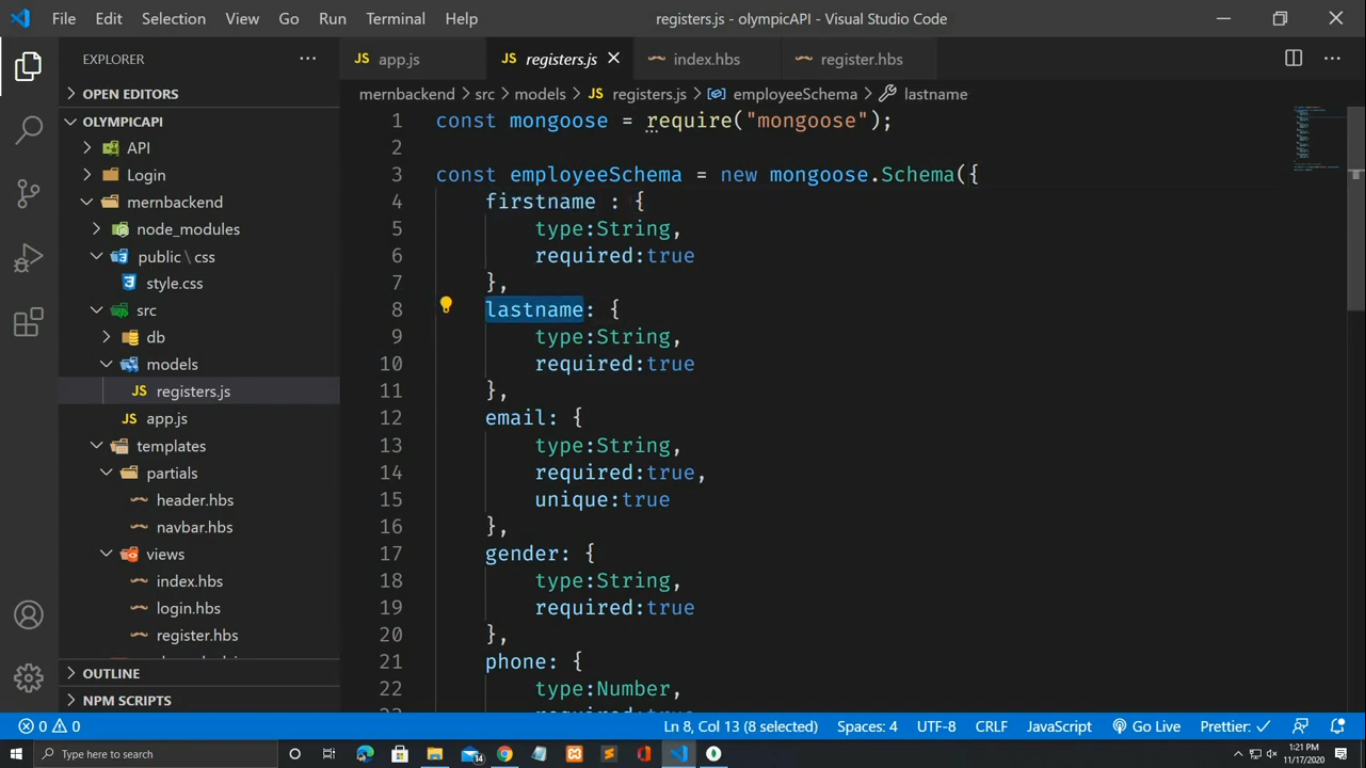 File Edit Selection View Go Run Terminal Help registers.js - olympicAPI - Visual Studio Code
EXPLORER
OPEN EDITORS
OLYMPICAPI
API
Login
mernbackend
node_modules
public \ css
style.css
src
db
models
registers.js
app.js
templates
partials
header.hbs
navbar.hbs
views
index.hbs
login.hbs
register.hbs
OUTLINE
NPM SCRIPTS
JS app.js JS registers.js index.hbs register.hbs
mernbackend > src > models > JS registers.js > employeeSchema > lastname
1 const mongoose = require("mongoose");
2
3 const employeeSchema = new mongoose.Schema({
4 firstname : {
5 type:String,
6 required:true
7 },
8 lastname: {
9 type:String,
10 required:true
11 },
12 email: {
13 type:String,
14 required:true,
15 unique:true
16 },
17 gender: {
18 type:String,
19 required:true
20 },
21 phone: {
22 type:Number,
23 required:true
0 0 Ln 8, Col 13 (8 selected) Spaces: 4 UTF-8 CRLF JavaScript Go Live Prettier: ✓
Type here to search 14 1:21 PM
11/17/2020